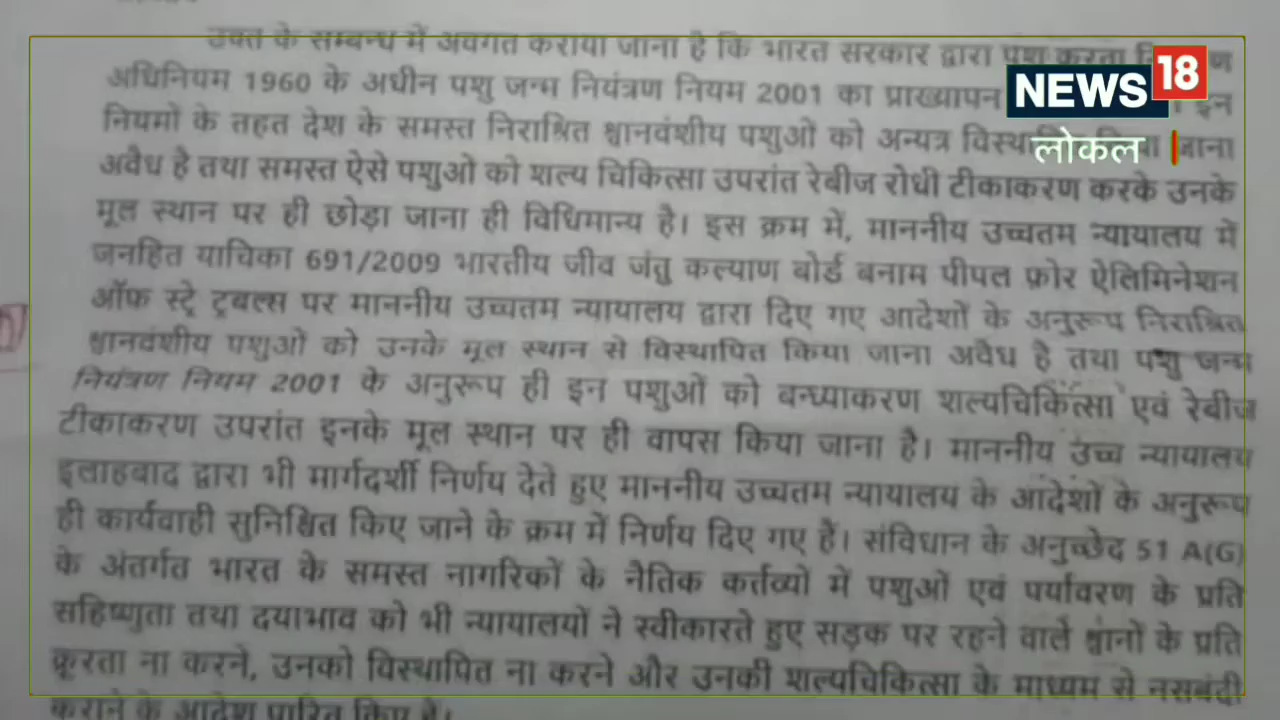 उक्त के सम्बन्ध में अवगत कराया जाना है कि भारत सरकार द्वारा पशु क्रूरता
अधिनियम 1960 के अधीन पशु जन्म नियंत्रण नियम 2001 का प्राख्यापन इन
नियमों के तहत देश के समस्त निराश्रित श्वानवंशीय पशुओं को अन्यत्र जाना
अवैध है तथा समस्त ऐसे पशुओ को शल्य चिकित्सा उपरांत रेबीज रोधी टीकाकरण करके उनके
मूल स्थान पर ही छोड़ा जाना ही विधिमान्य है। इस क्रम में, माननीय उच्चतम न्यायालय में
जनहित याचिका 691/2009 भारतीय जीव जंतु कल्याण बोर्ड बनाम पीपल फ़ोर ऐलिमिनेशन
ऑफ स्ट्रे ट्रबल्स पर माननीय उच्चतम न्यायालय द्वारा दिए गए आदेशों के अनुरूप निराश्रित
श्वानवंशीय पशुओं को उनके मूल स्थान से विस्थापित किया जाना अवैध है तथा पशु जन्म
नियंत्रण नियम 2001 के अनुरूप ही इन पशुओं को बन्ध्याकरण शल्यचिकित्सा एवं रेबीज
टीकाकरण उपरांत इनके मूल स्थान पर ही वापस किया जाना है। माननीय उच्च न्यायालय
इलाहबाद द्वारा भी मार्गदर्शी निर्णय देते हुए माननीय उच्चतम न्यायालय के आदेशों के अनुरूप
ही कार्यवाही सुनिश्चित किए जाने के क्रम में निर्णय दिए गए हैं। संविधान के अनुच्छेद 51 A(G)
के अंतर्गत भारत के समस्त नागरिकों के नैतिक कर्तव्यो में पशुओं एवं पर्यावरण के प्रति
सहिष्णुता तथा दयाभाव को भी न्यायालयों ने स्वीकारते हुए सड़क पर रहने वाले श्वानों के प्रति
क्रूरता ना करने, उनको विस्थापित ना करने और उनकी शल्यचिकित्सा के माध्यम से नसबंदी
कराने के आदेश पारित किए है।
NEWS 18
लोकल